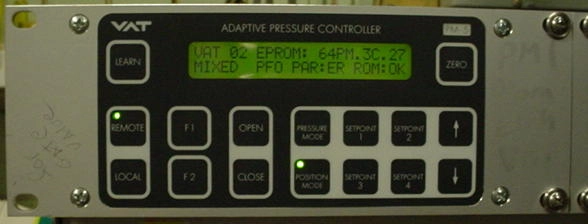 VAT ADAPTIVE PRESSURE CONTROLLER PM-5
LEARN
VAT 02 EPROM: 64PM.3C.27
MIXED PFO PAR:ER ROM:OK
ZERO
REMOTE F1 OPEN PRESSURE MODE SETPOINT 1 SETPOINT 2
LOCAL F2 CLOSE POSITION MODE SETPOINT 3 SETPOINT 4